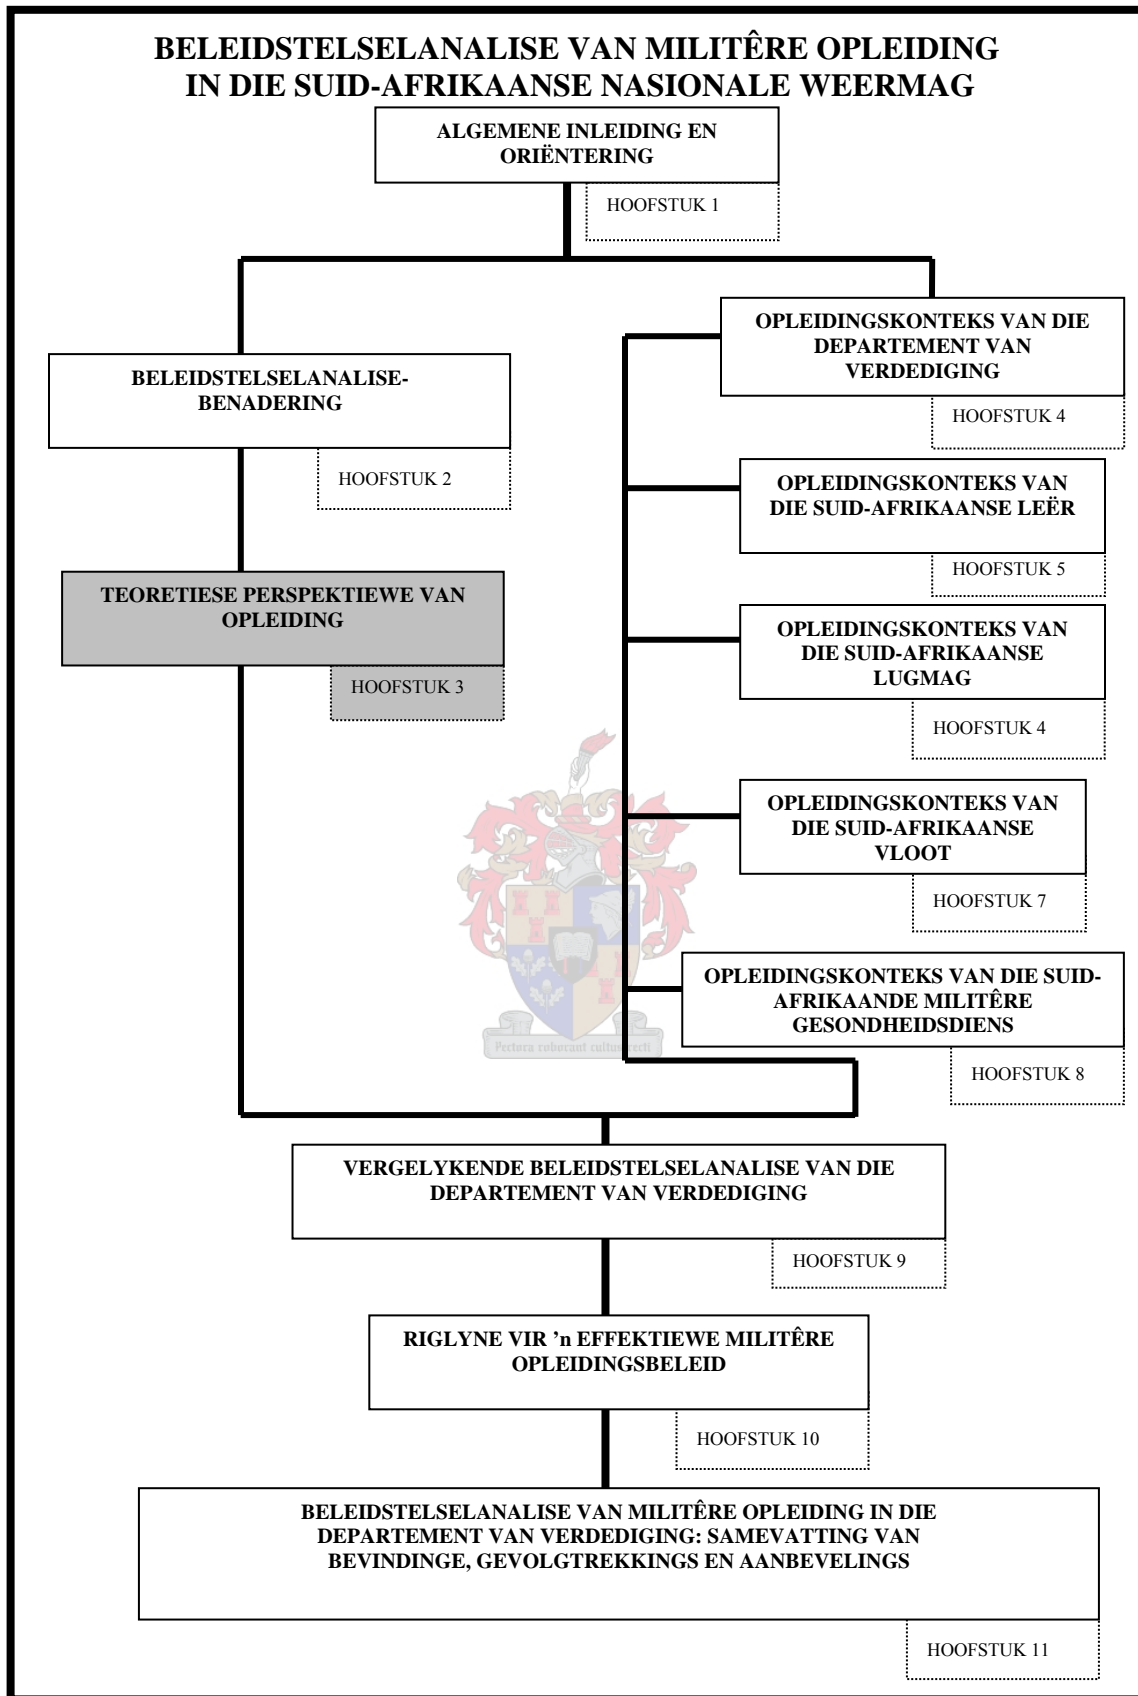 BELEIDSTELSELANALISE VAN MILITÊRE OPLEIDING
IN DIE SUID-AFRIKAANSE NASIONALE WEERMAG
ALGEMENE INLEIDING EN
ORIËNTERING
HOOFSTUK 1
BELEIDSTELSELANALISE-
BENADERING
HOOFSTUK 2
TEORETIESE PERSPEKTIEWE VAN
OPLEIDING
HOOFSTUK 3
OPLEIDINGSKONTEKS VAN DIE
DEPARTEMENT VAN
VERDEDIGING
HOOFSTUK 4
OPLEIDINGSKONTEKS VAN
DIE SUID-AFRIKAANSE LEËR
HOOFSTUK 5
OPLEIDINGSKONTEKS VAN
DIE SUID-AFRIKAANSE
LUGMAG
HOOFSTUK 4
OPLEIDINGSKONTEKS VAN
DIE SUID-AFRIKAANSE
VLOOT
HOOFSTUK 7
OPLEIDINGSKONTEKS VAN DIE SUID-
AFRIKAANDE MILITÊRE
GESONDHEIDSDIENS
HOOFSTUK 8
Pectora roborant cultus recti
VERGELYKENDE BELEIDSTELSELANALISE VAN DIE
DEPARTEMENT VAN VERDEDIGING
HOOFSTUK 9
RIGLYNE VIR ’n EFFEKTIEWE MILITÊRE
OPLEIDINGSBELEID
HOOFSTUK 10
BELEIDSTELSELANALISE VAN MILITÊRE OPLEIDING IN DIE
DEPARTEMENT VAN VERDEDIGING: SAMEVATTING VAN
BEVINDINGE, GEVOLGTREKKINGS EN AANBEVELINGS
HOOFSTUK 11